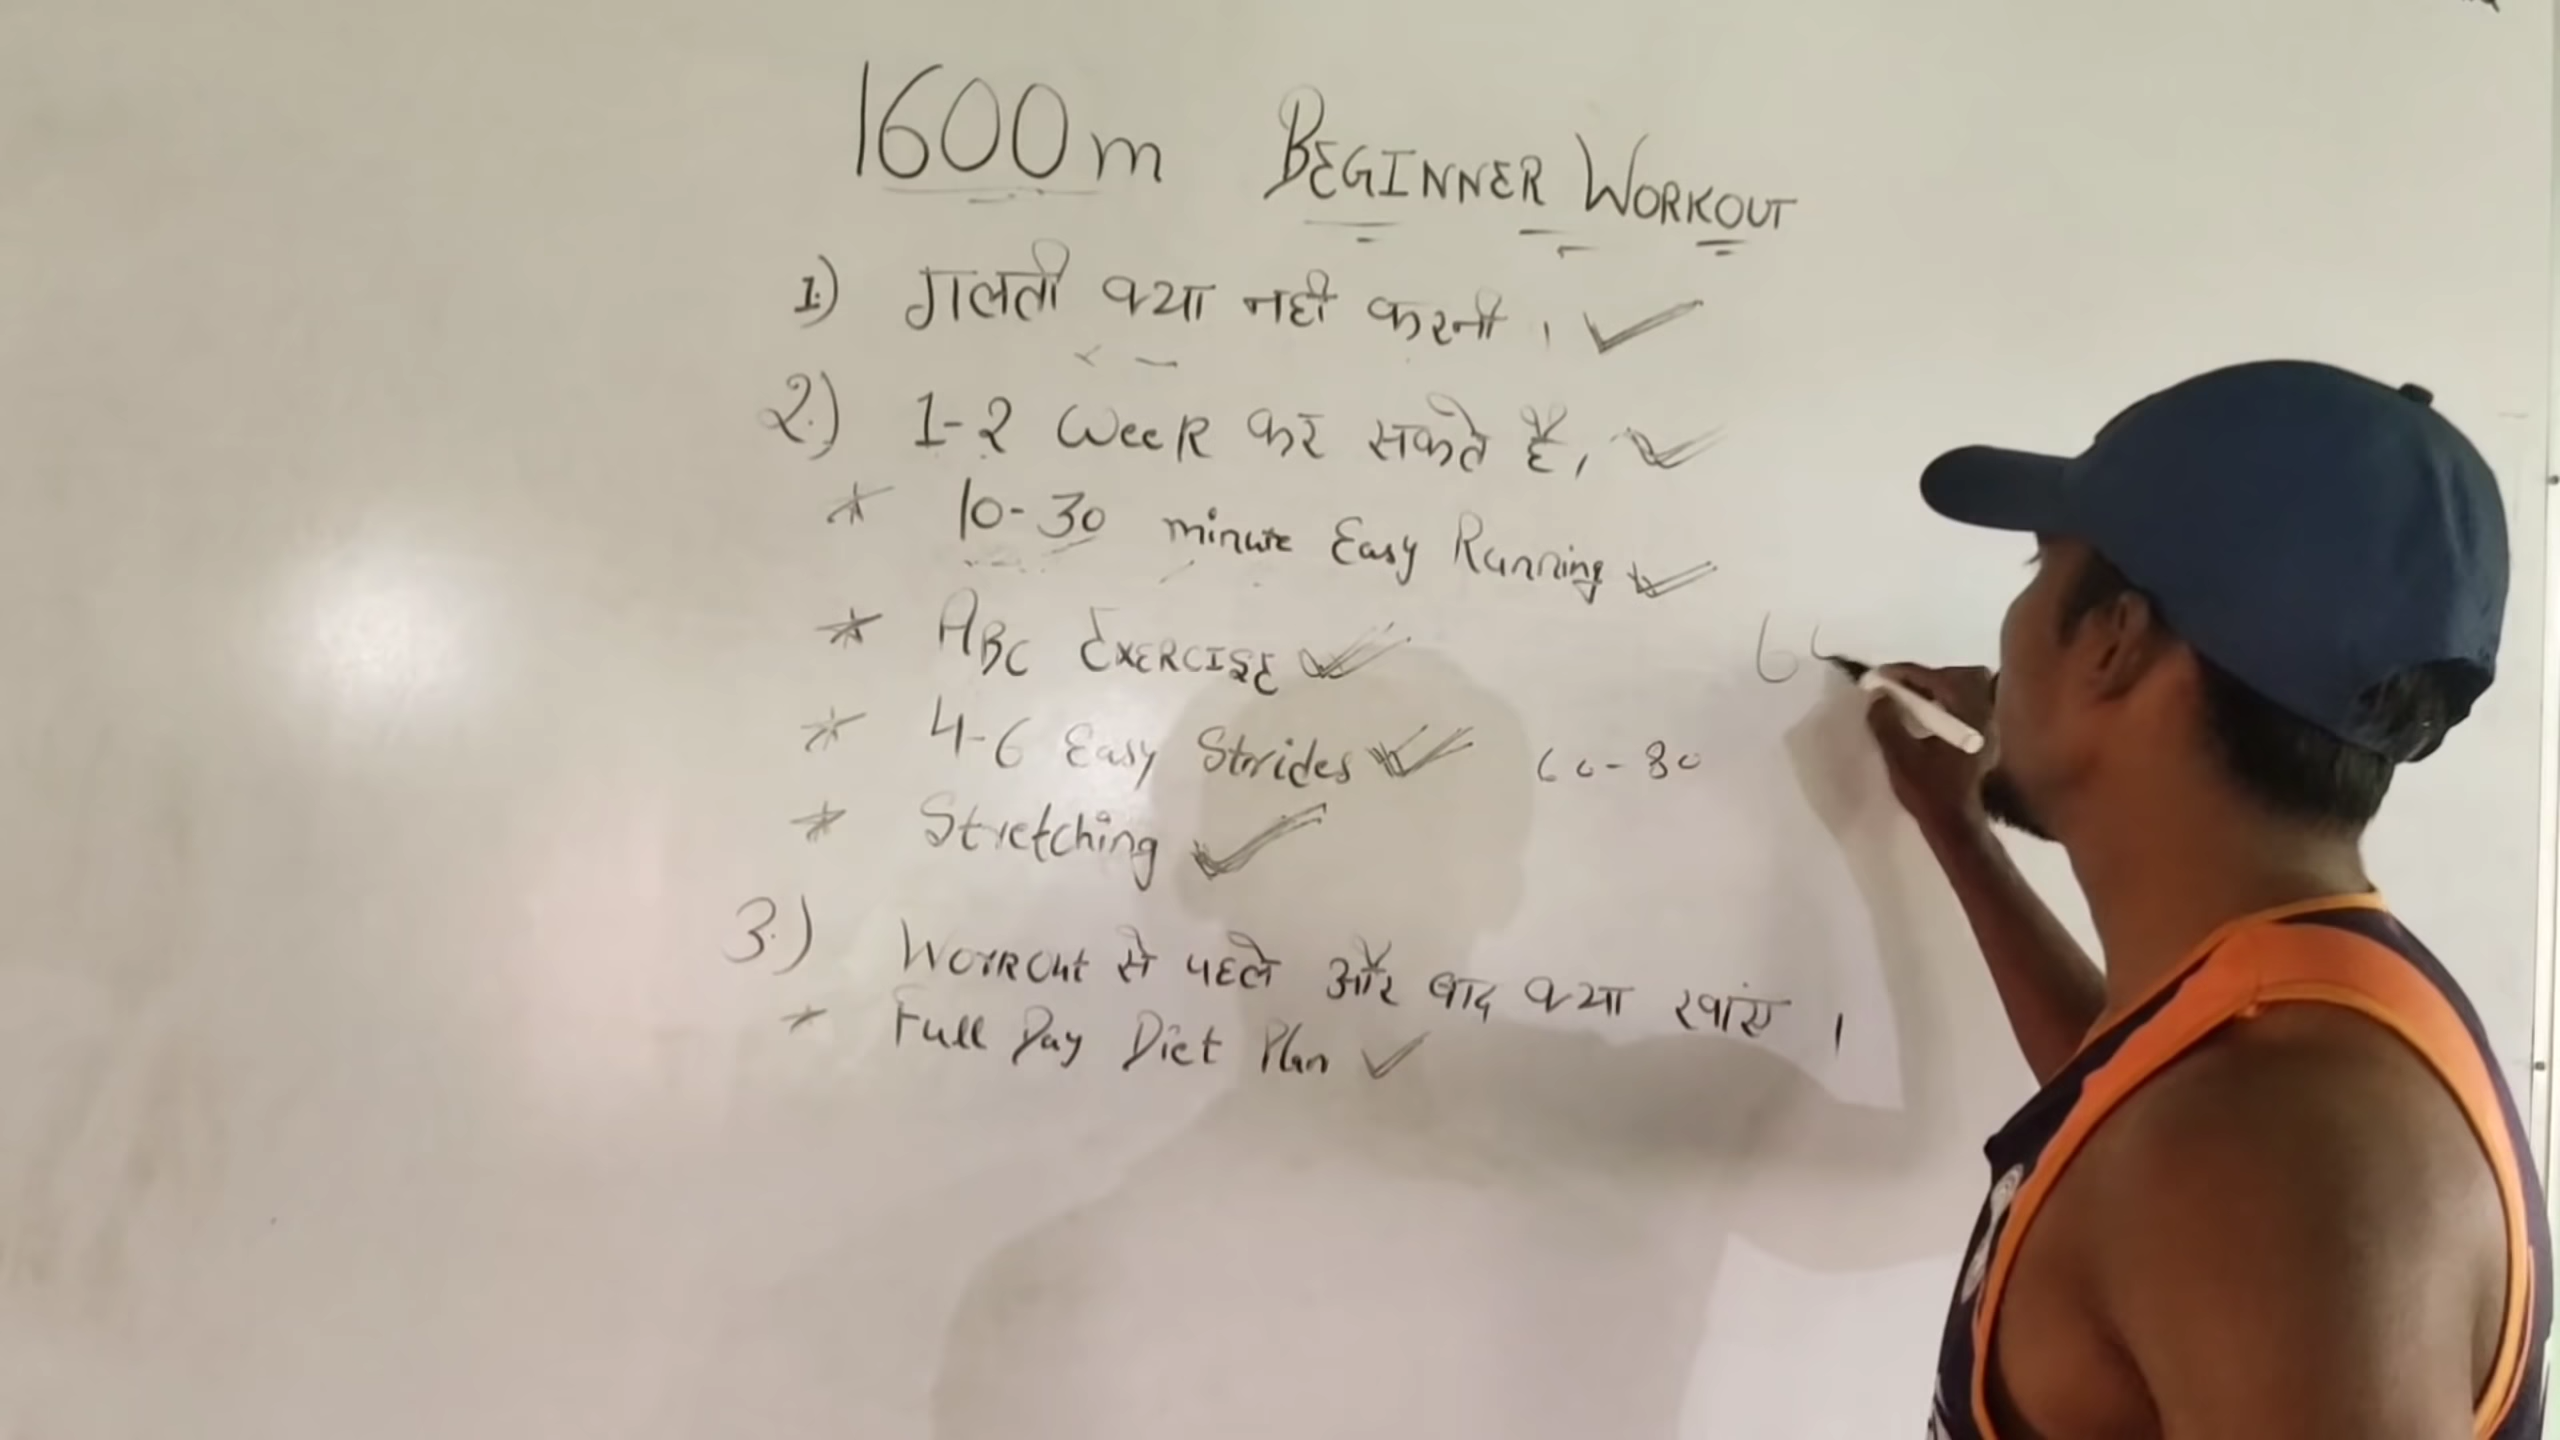 1600 m BEGINNER WORKOUT
1.) गलती क्या नही करनी ।
2.) 1-2 Week कर सकते हैं,
* 10-30 minute Easy Running
* ABC EXERCISE
* 4-6 Easy Strides 60-80
* Stretching
3.) Workout से पहले और बाद क्या खांए ।
* Full Day Diet Plan